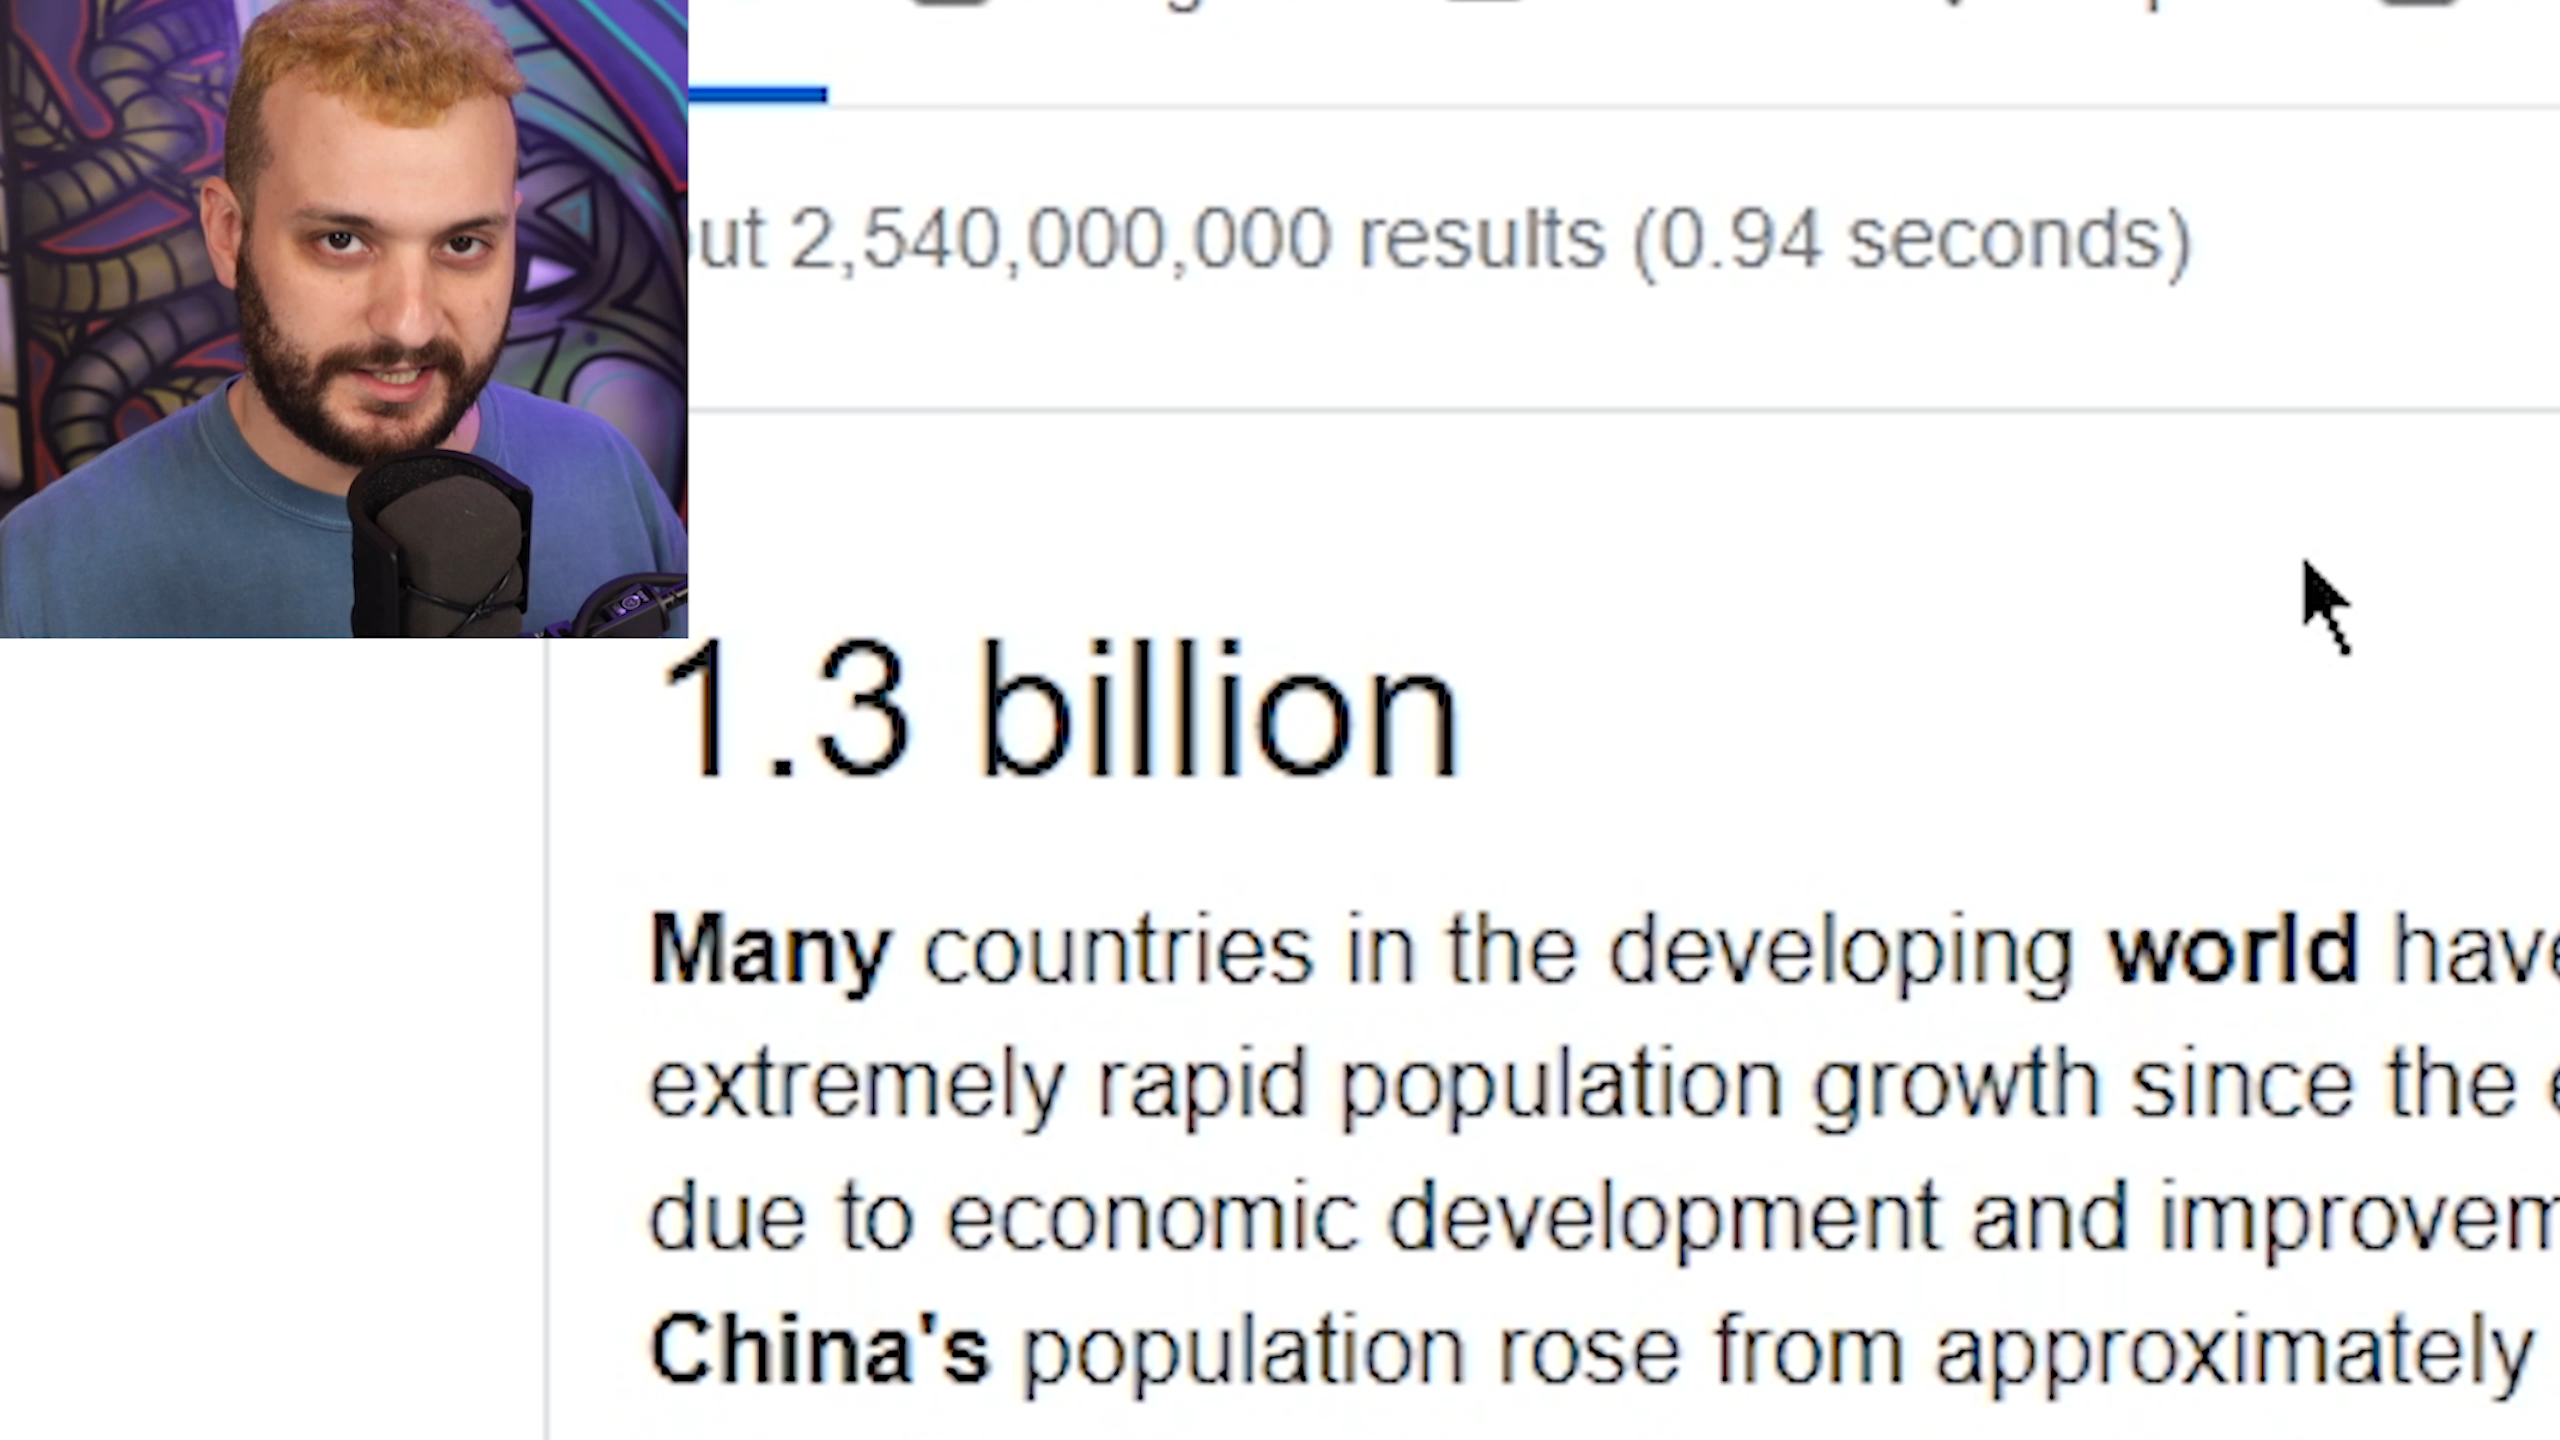 ut 2,540,000,000 results (0.94 seconds)
1.3 billion
Many countries in the developing world have
extremely rapid population growth since the
due to economic development and improvem
China's population rose from approximately